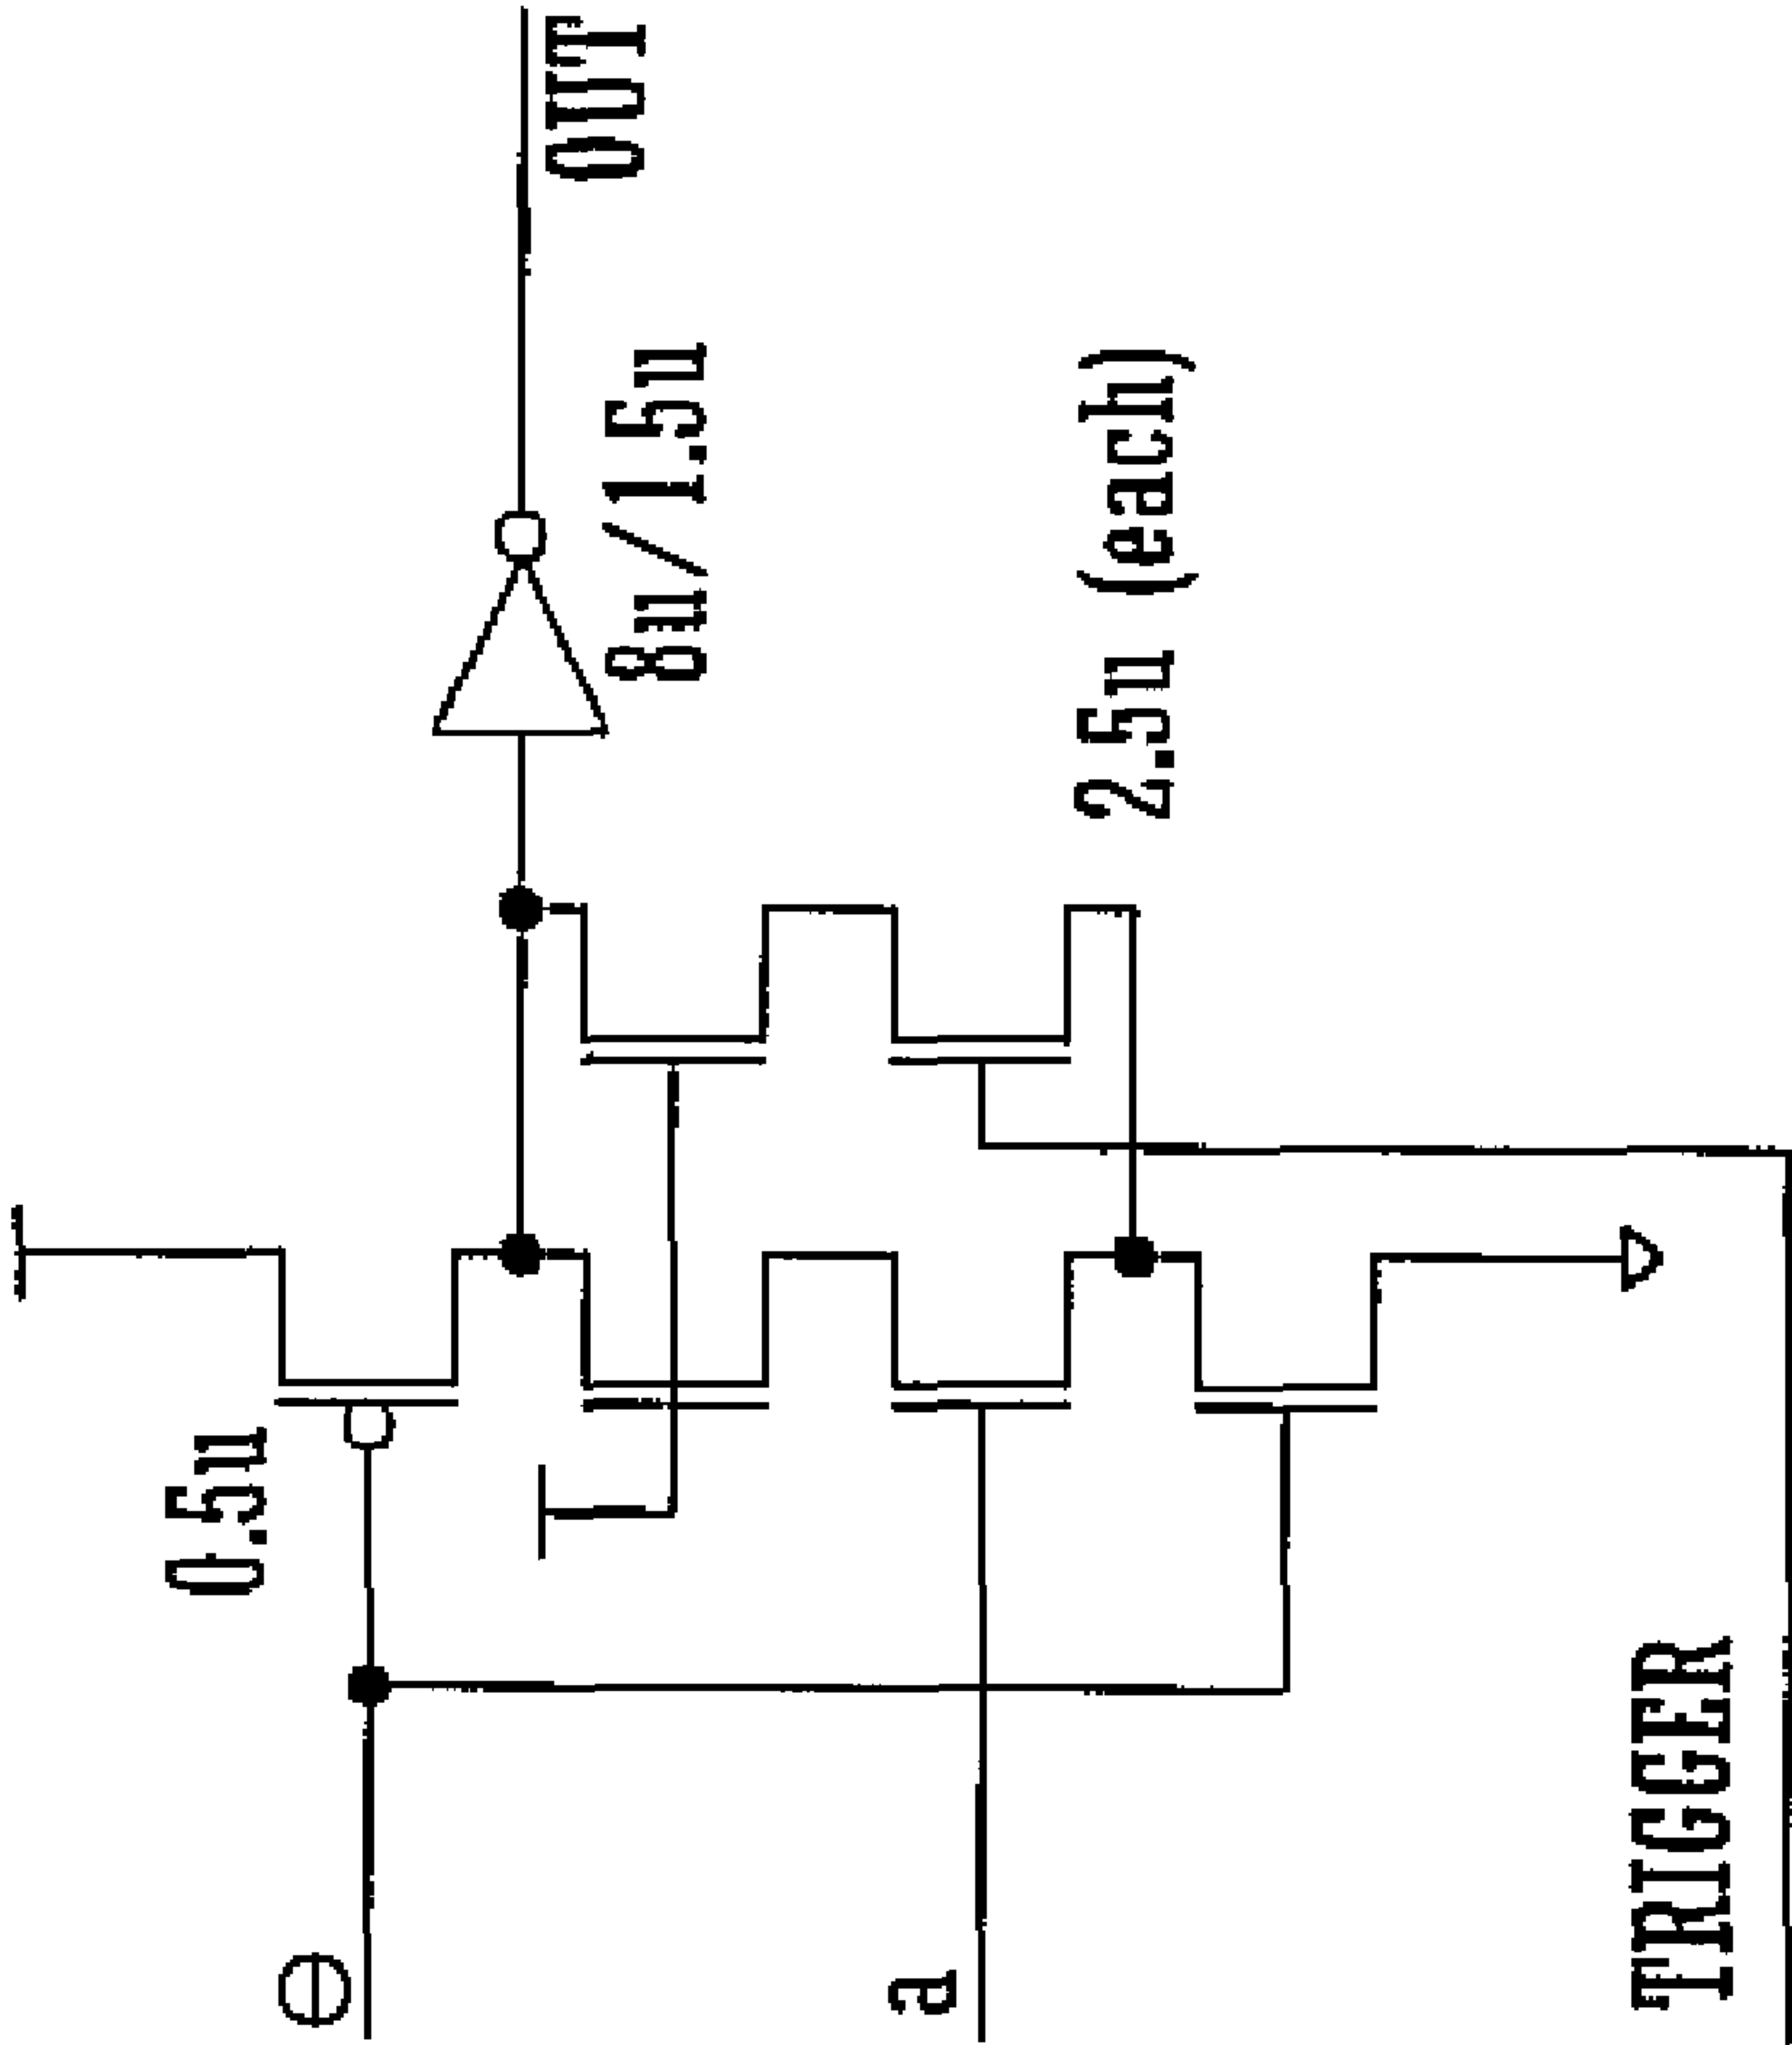 0.5u
Φ
OUT
8u/1.5u
a
2.5u (each)
TRIGGER